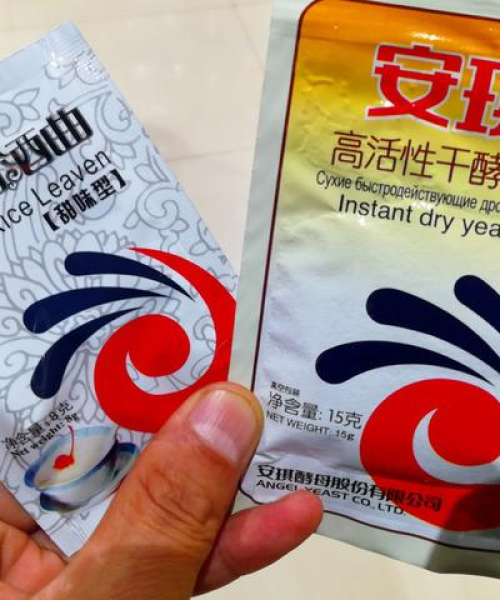 酒曲
Rice Leaven
【甜味型】
净含量:8克
Net weight: 8g
安琪
高活性干酵
Сухие быстродействующие дро
Instant dry yea
真空包装
净含量: 15克
NET WEIGHT: 15g
安琪酵母股份有限公司
ANGEL YEAST CO., LTD.